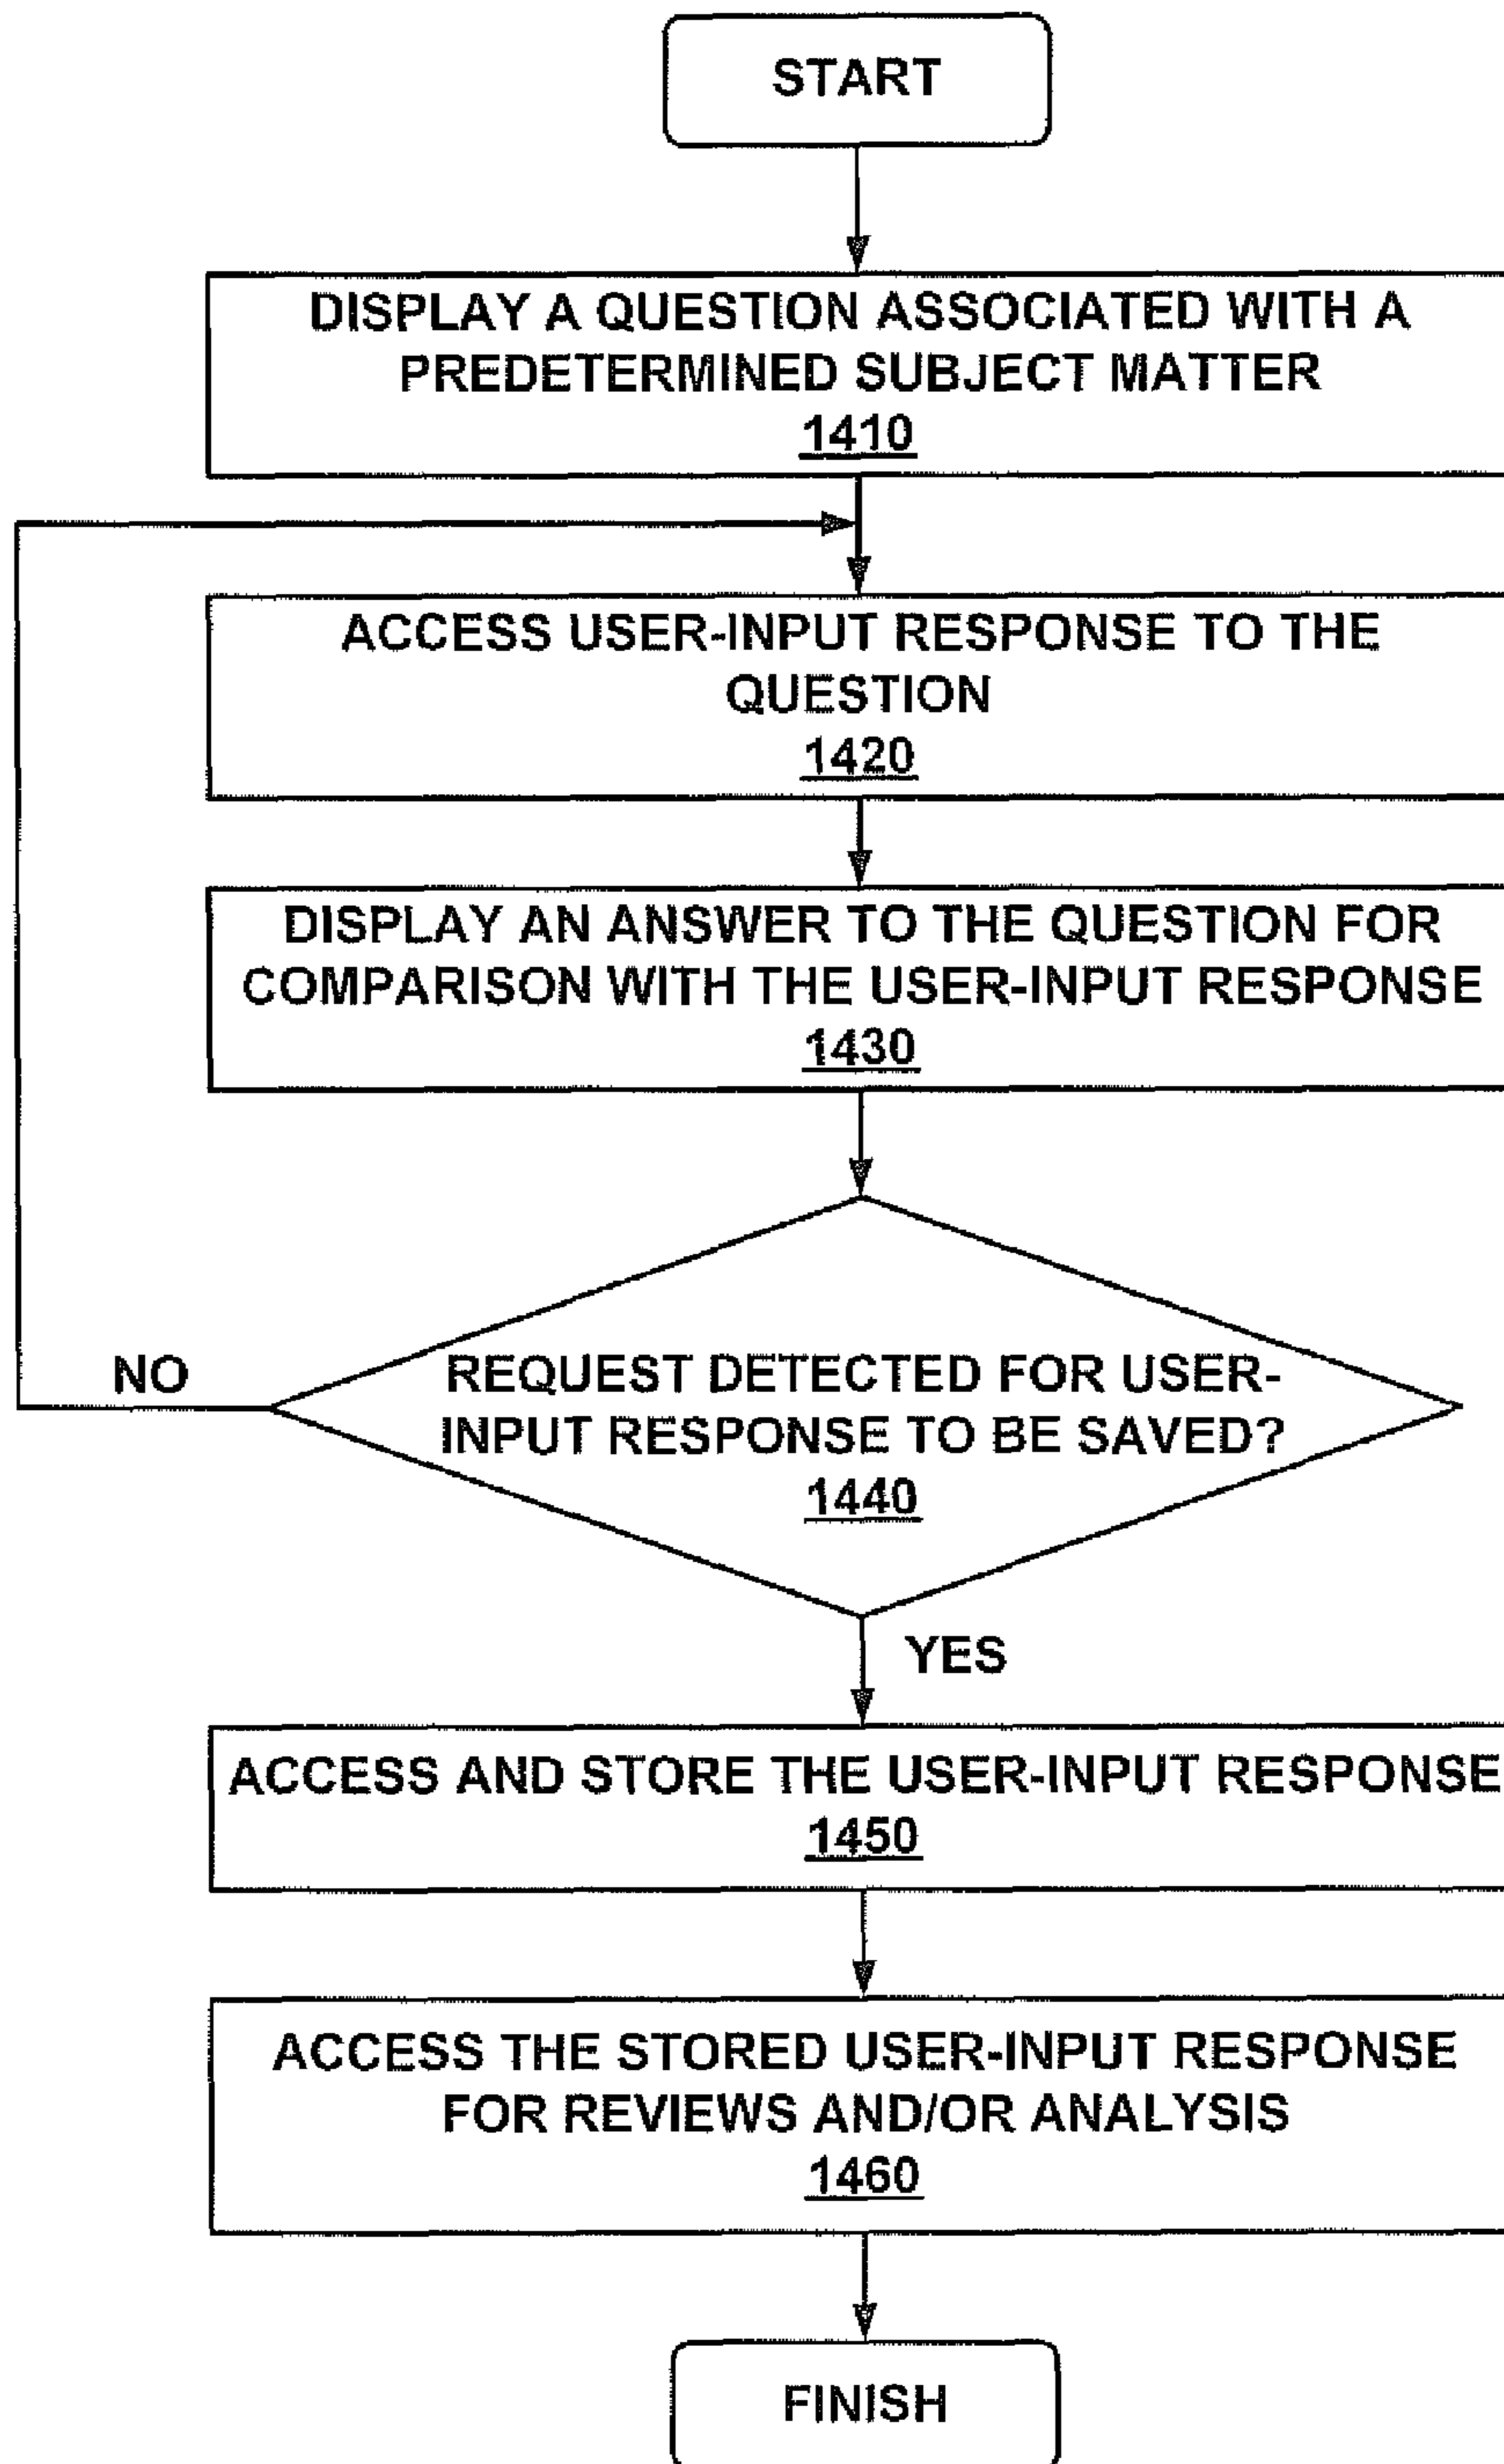 START
DISPLAY A QUESTION ASSOCIATED WITH A
PREDETERMINED SUBJECT MATTER
1410
ACCESS USER-INPUT RESPONSE TO THE
QUESTION
1420
DISPLAY AN ANSWER TO THE QUESTION FOR
COMPARISON WITH THE USER-INPUT RESPONSE
1430
NO
REQUEST DETECTED FOR USER-
INPUT RESPONSE TO BE SAVED?
1440
YES
ACCESS AND STORE THE USER-INPUT RESPONSE
1450
ACCESS THE STORED USER-INPUT RESPONSE
FOR REVIEWS AND/OR ANALYSIS
1460
FINISH